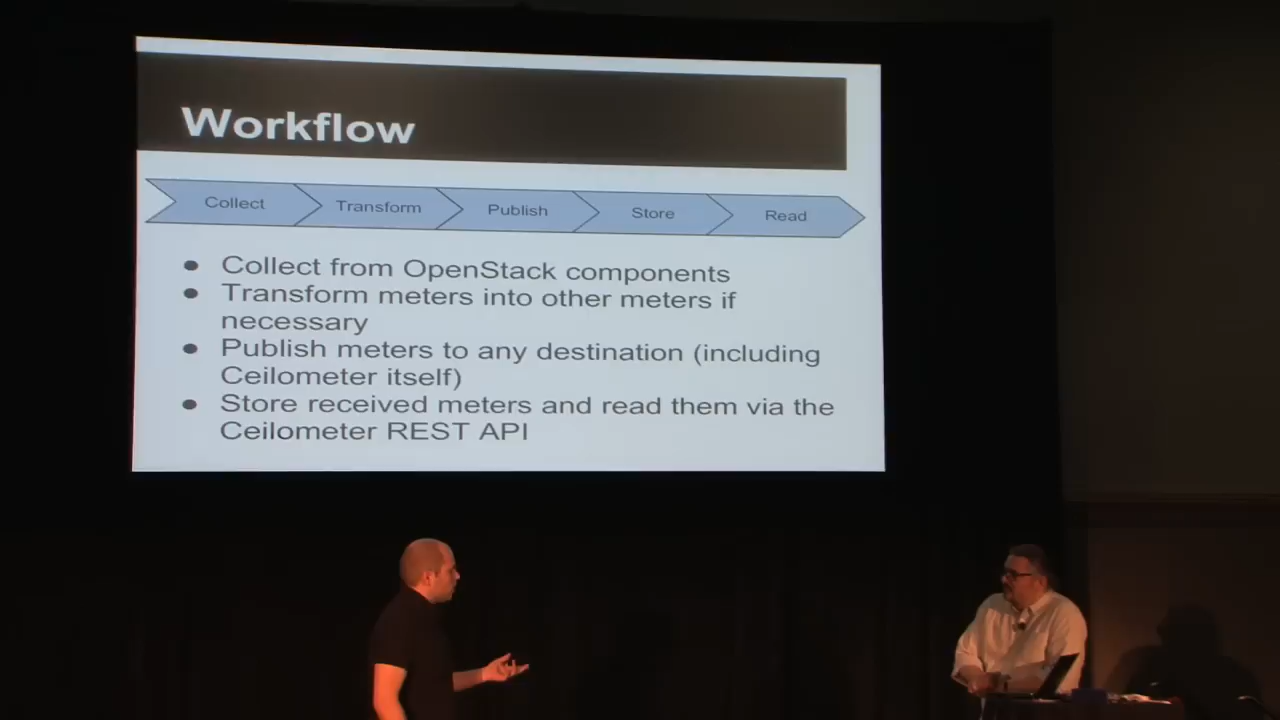 Workflow
Collect Transform Publish Store Read
● Collect from OpenStack components
● Transform meters into other meters if
necessary
● Publish meters to any destination (including
Ceilometer itself)
● Store received meters and read them via the
Ceilometer REST API